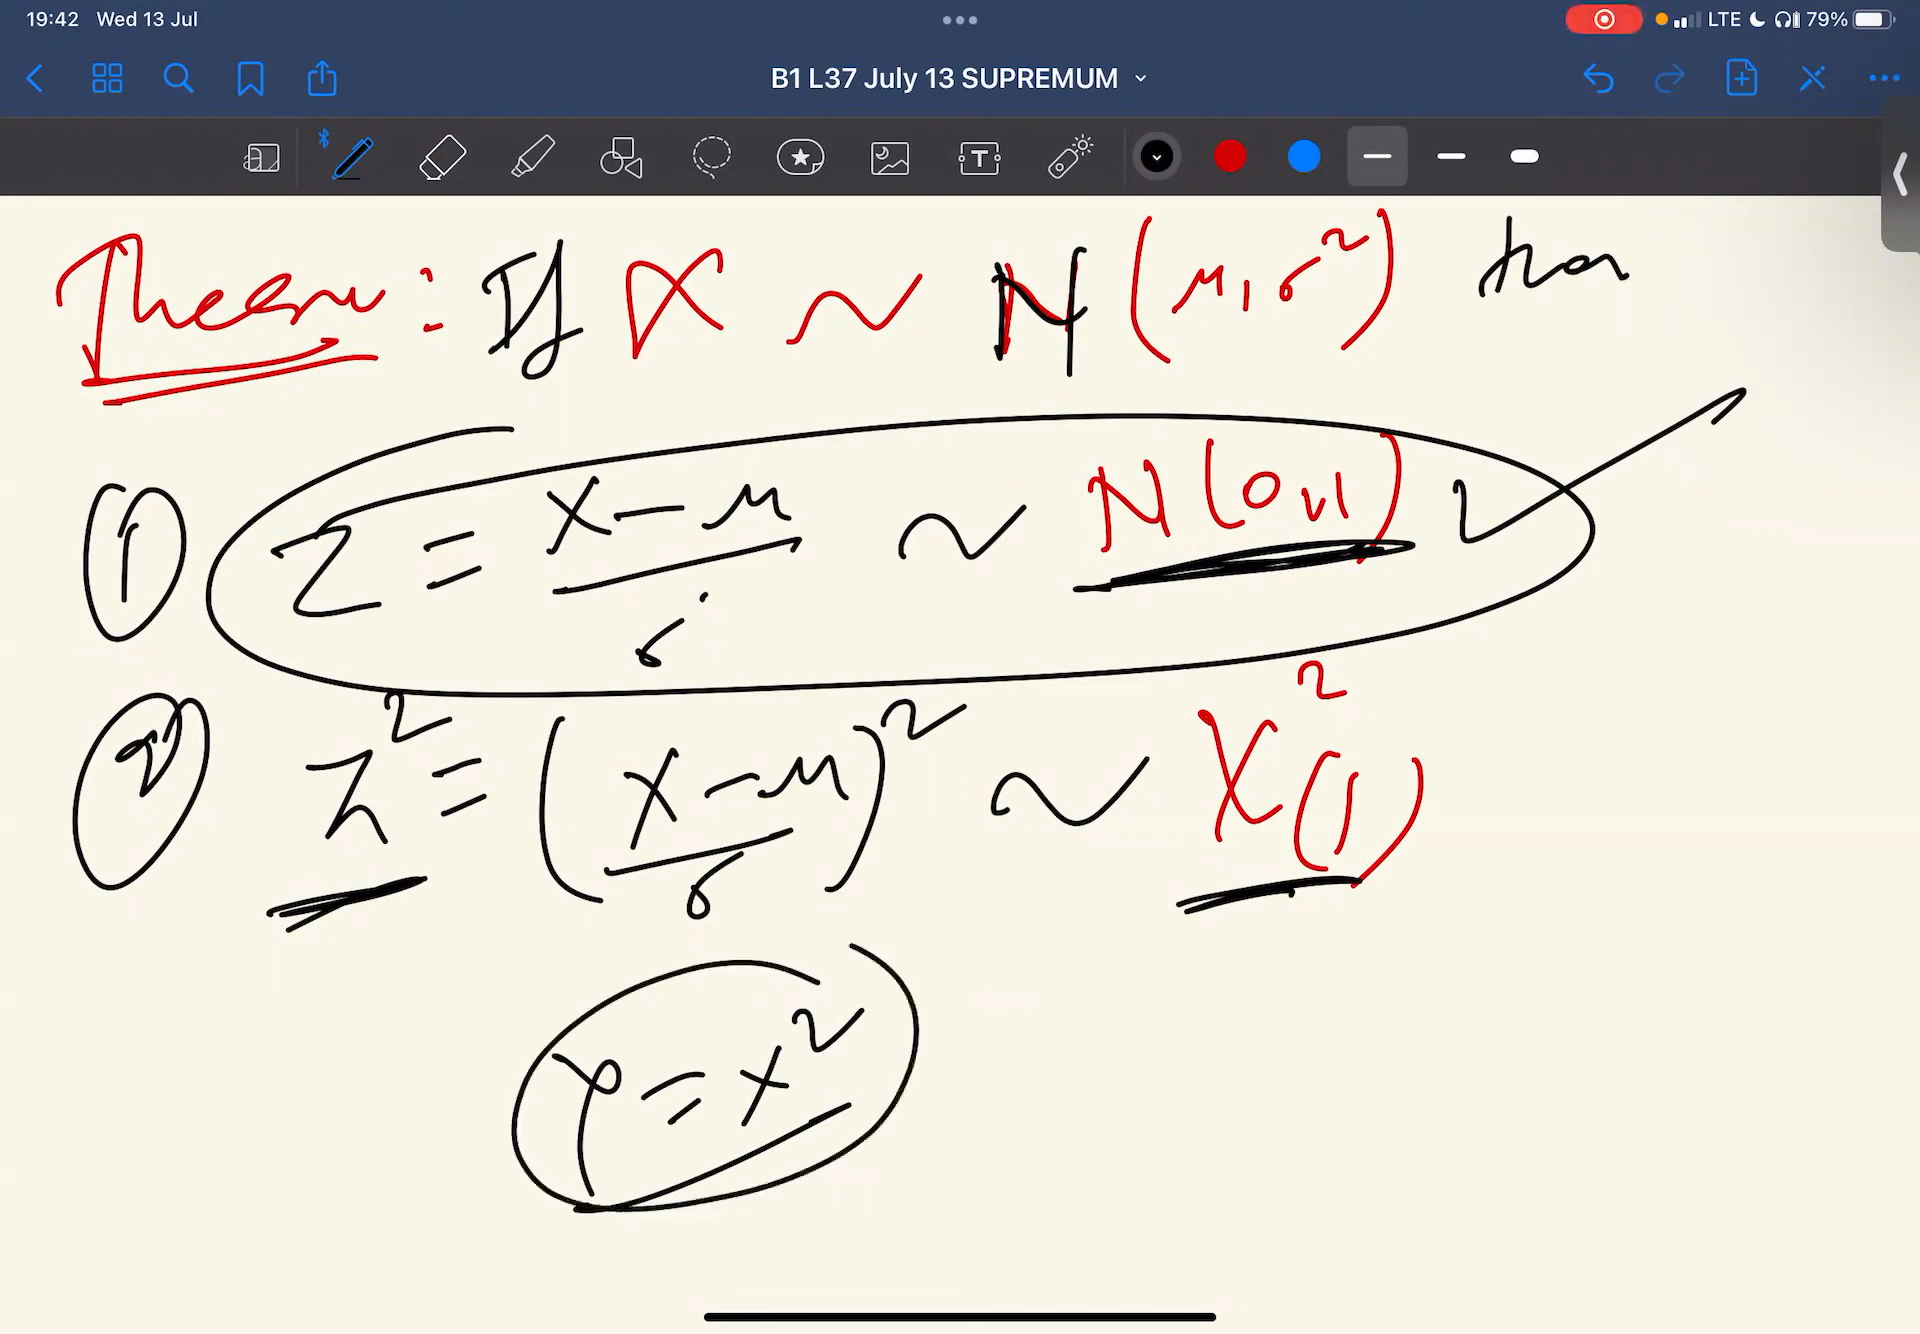 19:42 Wed 13 Jul LTE 79%
B1 L37 July 13 SUPREMUM
T
Theorem: If X ~ N (μ, σ²) then
① Z = X - μ / σ ~ N (0, 1)
② Z² = (X - μ / σ)² ~ χ²(1)
Y = X²